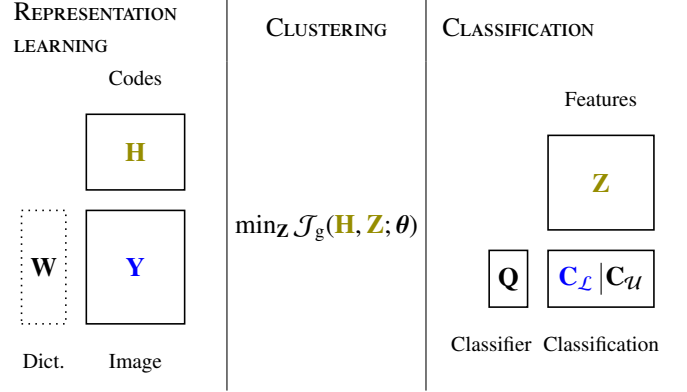 REPRESENTATION
LEARNING
CLUSTERING
CLASSIFICATION
Codes
H
W
Y
Dict.
Image
min_Z 𝒥_g(H, Z; θ)
Features
Z
Q
C_ℒ | C_𝒰
Classifier
Classification